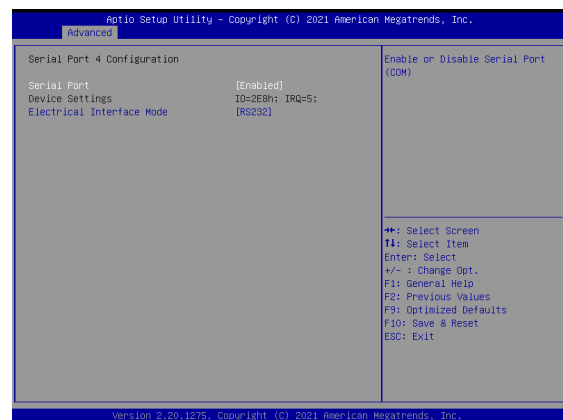 Aptio Setup Utility – Copyright (C) 2021 American Megatrends, Inc.
Advanced
Serial Port 4 Configuration
Serial Port [Enabled]
Device Settings IO=2E8h; IRQ=5;
Electrical Interface Mode [RS232]
Enable or Disable Serial Port
(COM)
→←: Select Screen
↑↓: Select Item
Enter: Select
+/- : Change Opt.
F1: General Help
F2: Previous Values
F9: Optimized Defaults
F10: Save & Reset
ESC: Exit
Version 2.20.1275. Copyright (C) 2021 American Megatrends, Inc.